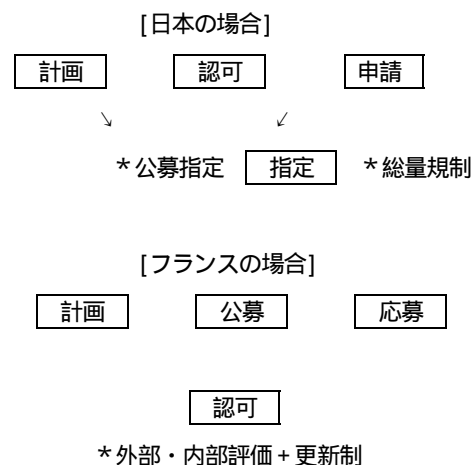 [日本の場合]
計画 認可 申請
↘ ↙
＊公募指定 指定 ＊総量規制
[フランスの場合]
計画 公募 応募
認可
＊外部・内部評価+更新制